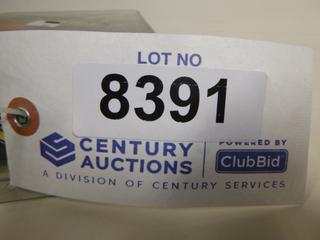 LOT NO
8391
CENTURY
AUCTIONS
POWERED BY
ClubBid
A DIVISION OF CENTURY SERVICES